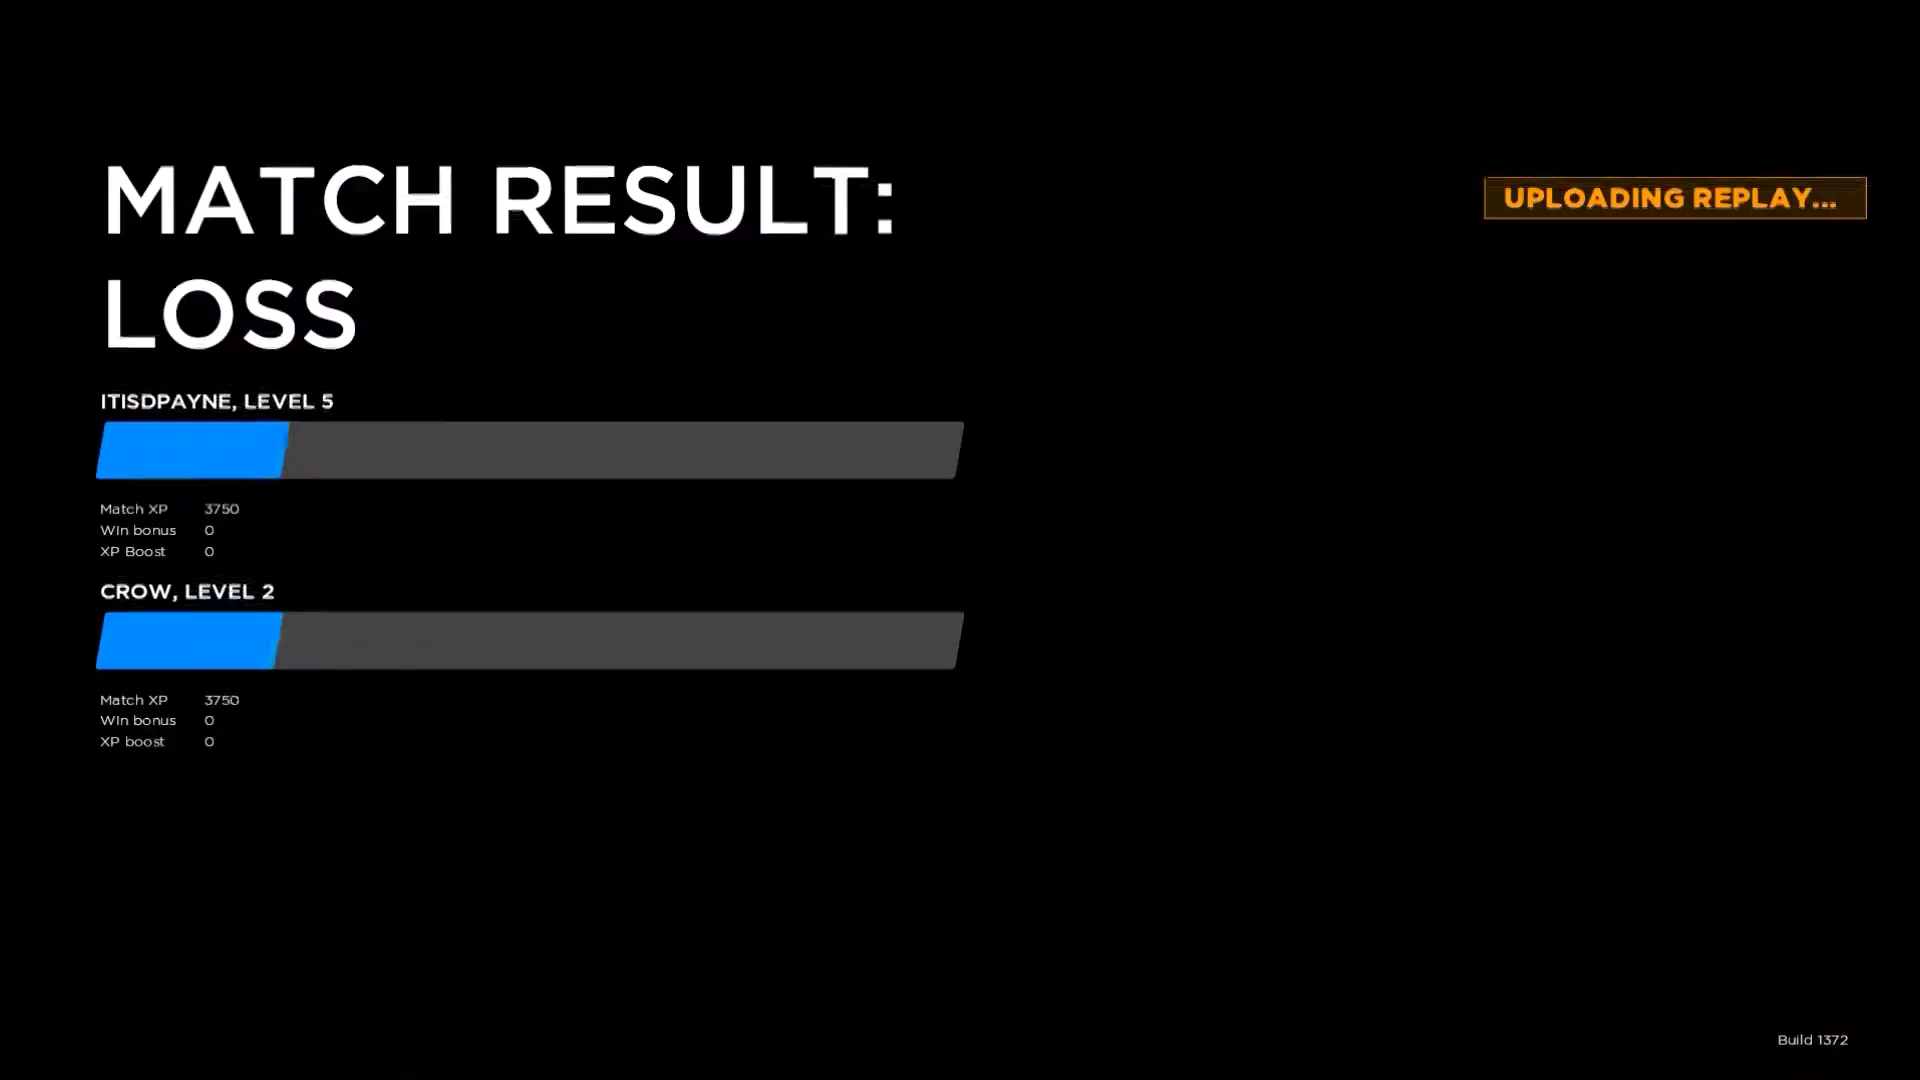 MATCH RESULT:
LOSS
UPLOADING REPLAY...
ITISDPAYNE, LEVEL 5
Match XP 3750
Win bonus 0
XP Boost 0
CROW, LEVEL 2
Match XP 3750
Win bonus 0
XP boost 0
Build 1372